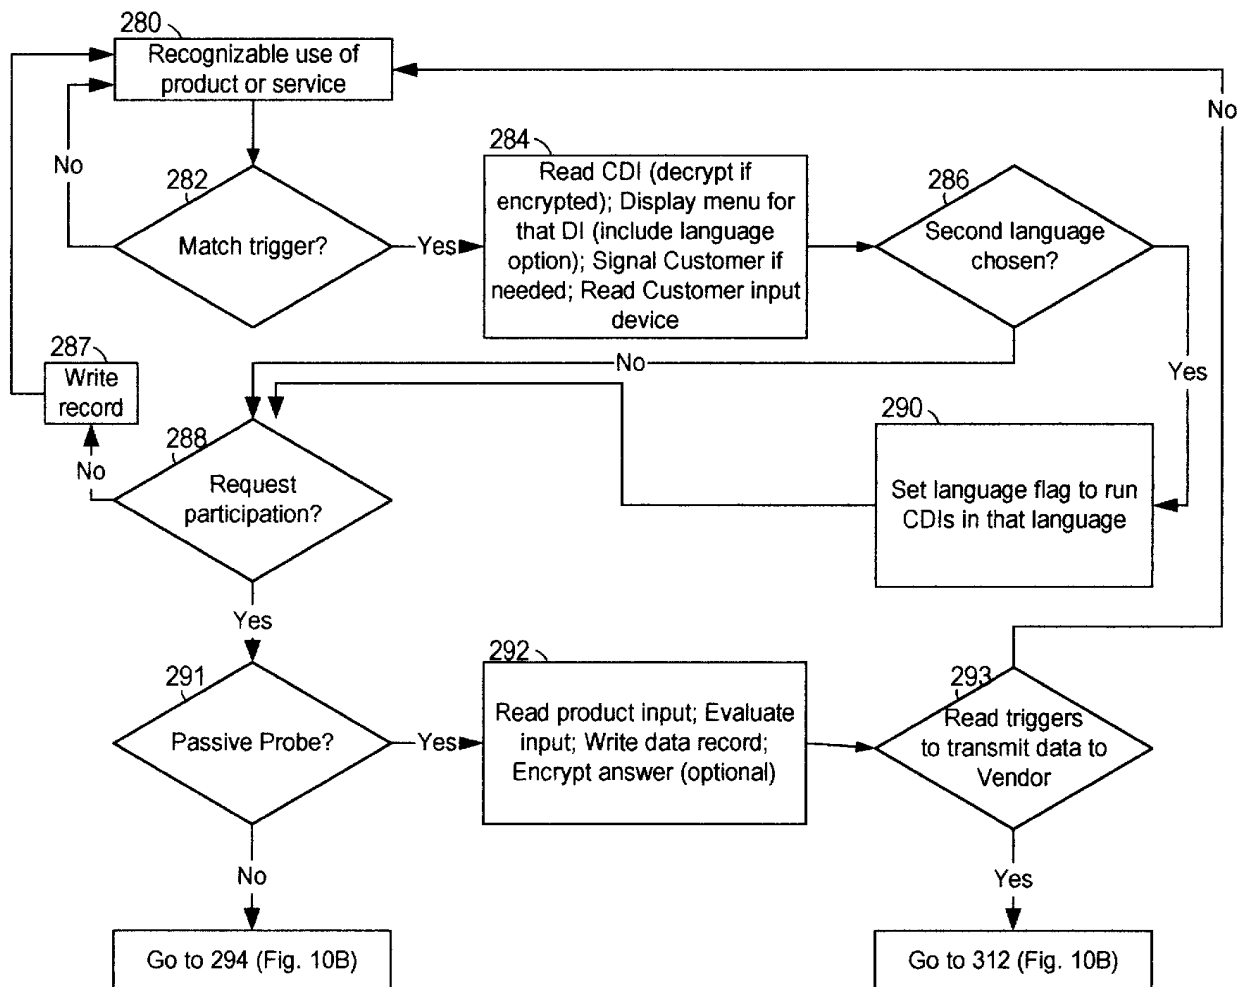 280
Recognizable use of
product or service
No
No
282
Match trigger?
Yes
284
Read CDI (decrypt if
encrypted); Display menu for
that DI (include language
option); Signal Customer if
needed; Read Customer input
device
286
Second language
chosen?
No
Yes
287
Write
record
288
No
Request
participation?
290
Set language flag to run
CDIs in that language
Yes
291
Passive Probe?
Yes
292
Read product input; Evaluate
input; Write data record;
Encrypt answer (optional)
293
Read triggers
to transmit data to
Vendor
No
Yes
Go to 294 (Fig. 10B)
Go to 312 (Fig. 10B)